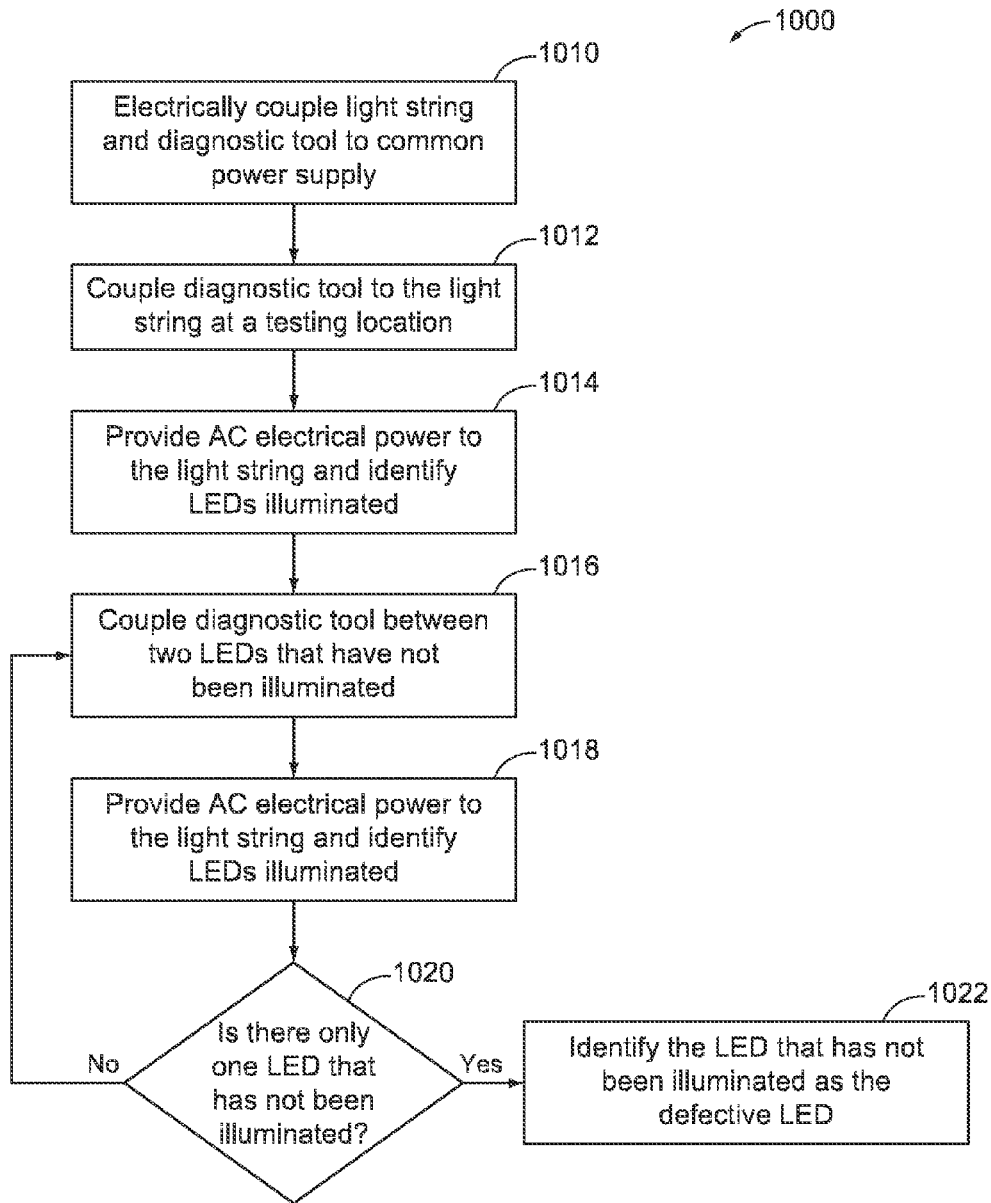 1000
1010
Electrically couple light string
and diagnostic tool to common
power supply
1012
Couple diagnostic tool to the light
string at a testing location
1014
Provide AC electrical power to
the light string and identify
LEDs illuminated
1016
Couple diagnostic tool between
two LEDs that have not
been illuminated
1018
Provide AC electrical power to
the light string and identify
LEDs illuminated
1020
Is there only
one LED that
has not been
illuminated?
No
Yes
1022
Identify the LED that has not
been illuminated as the
defective LED